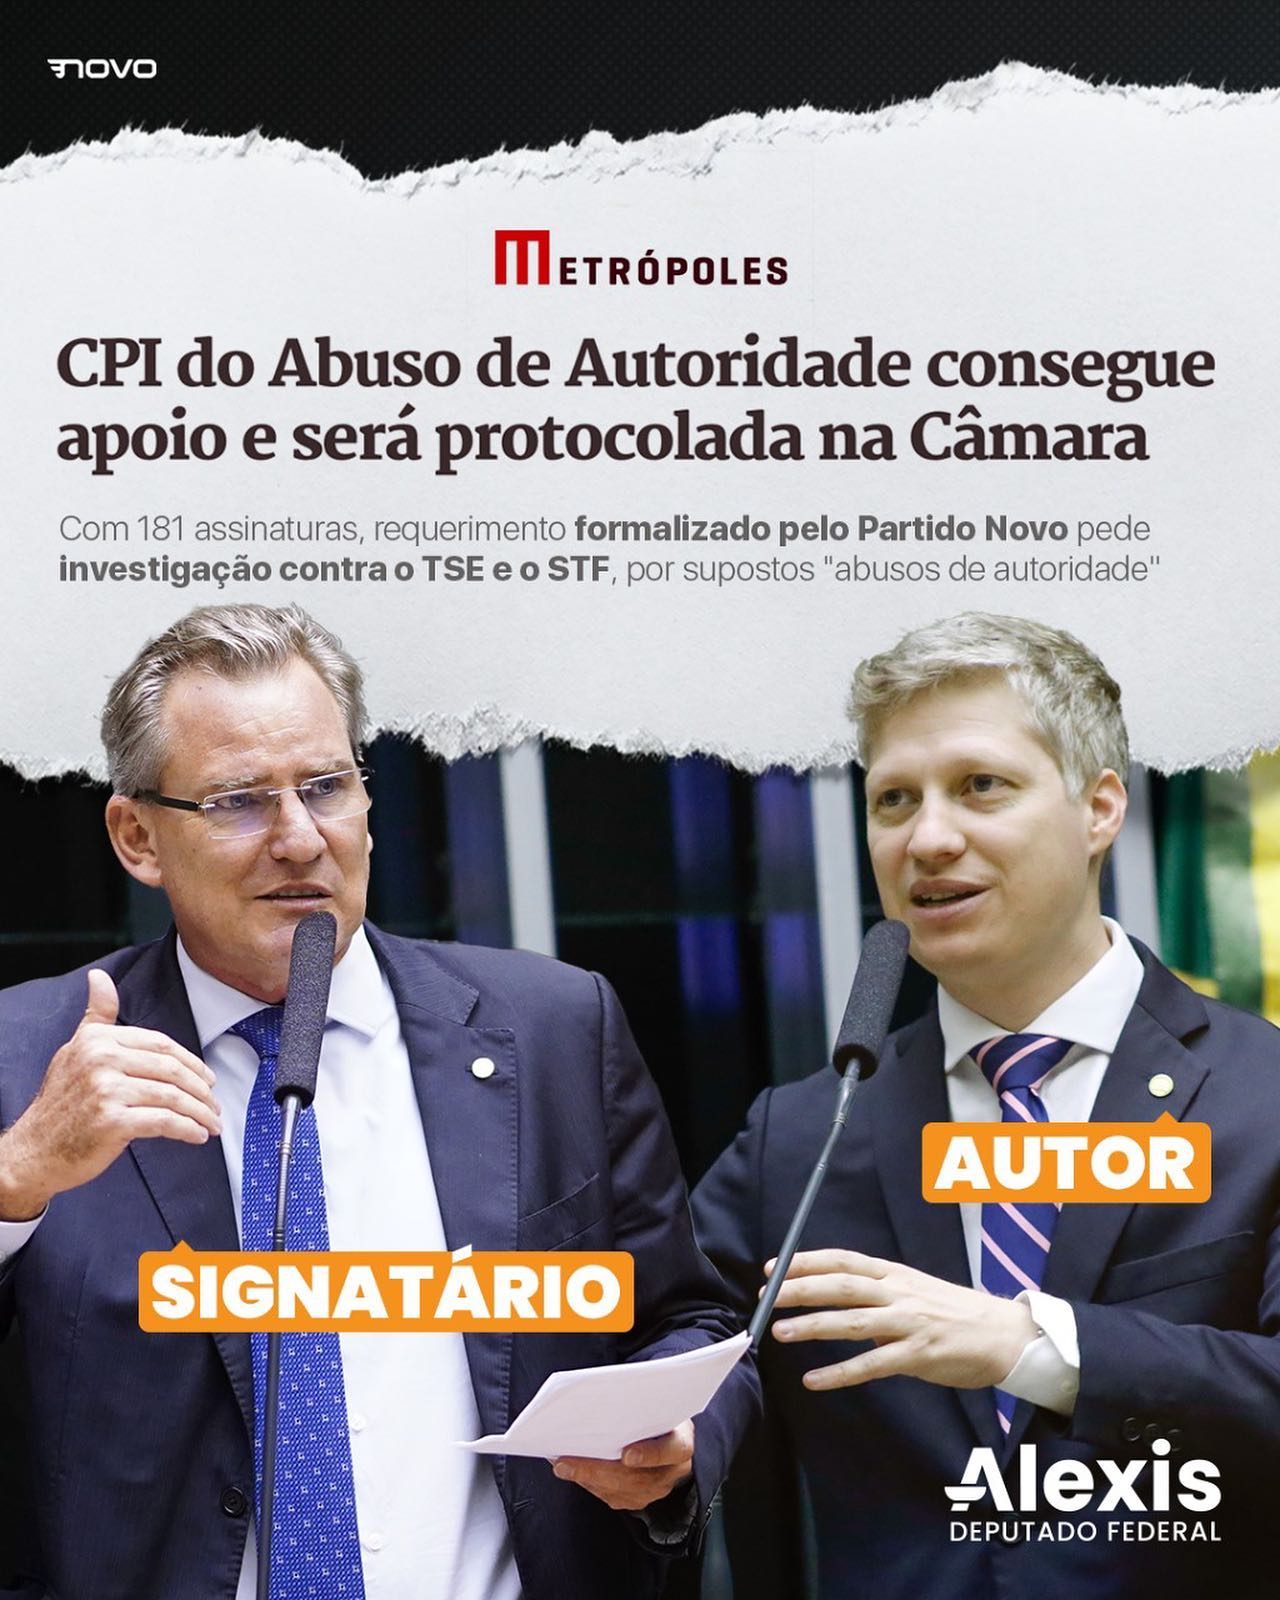 NOVO
METRÓPOLES
CPI do Abuso de Autoridade consegue
apoio e será protocolada na Câmara
Com 181 assinaturas, requerimento formalizado pelo Partido Novo pede
investigação contra o TSE e o STF, por supostos "abusos de autoridade"
AUTOR
SIGNATÁRIO
Alexis
DEPUTADO FEDERAL